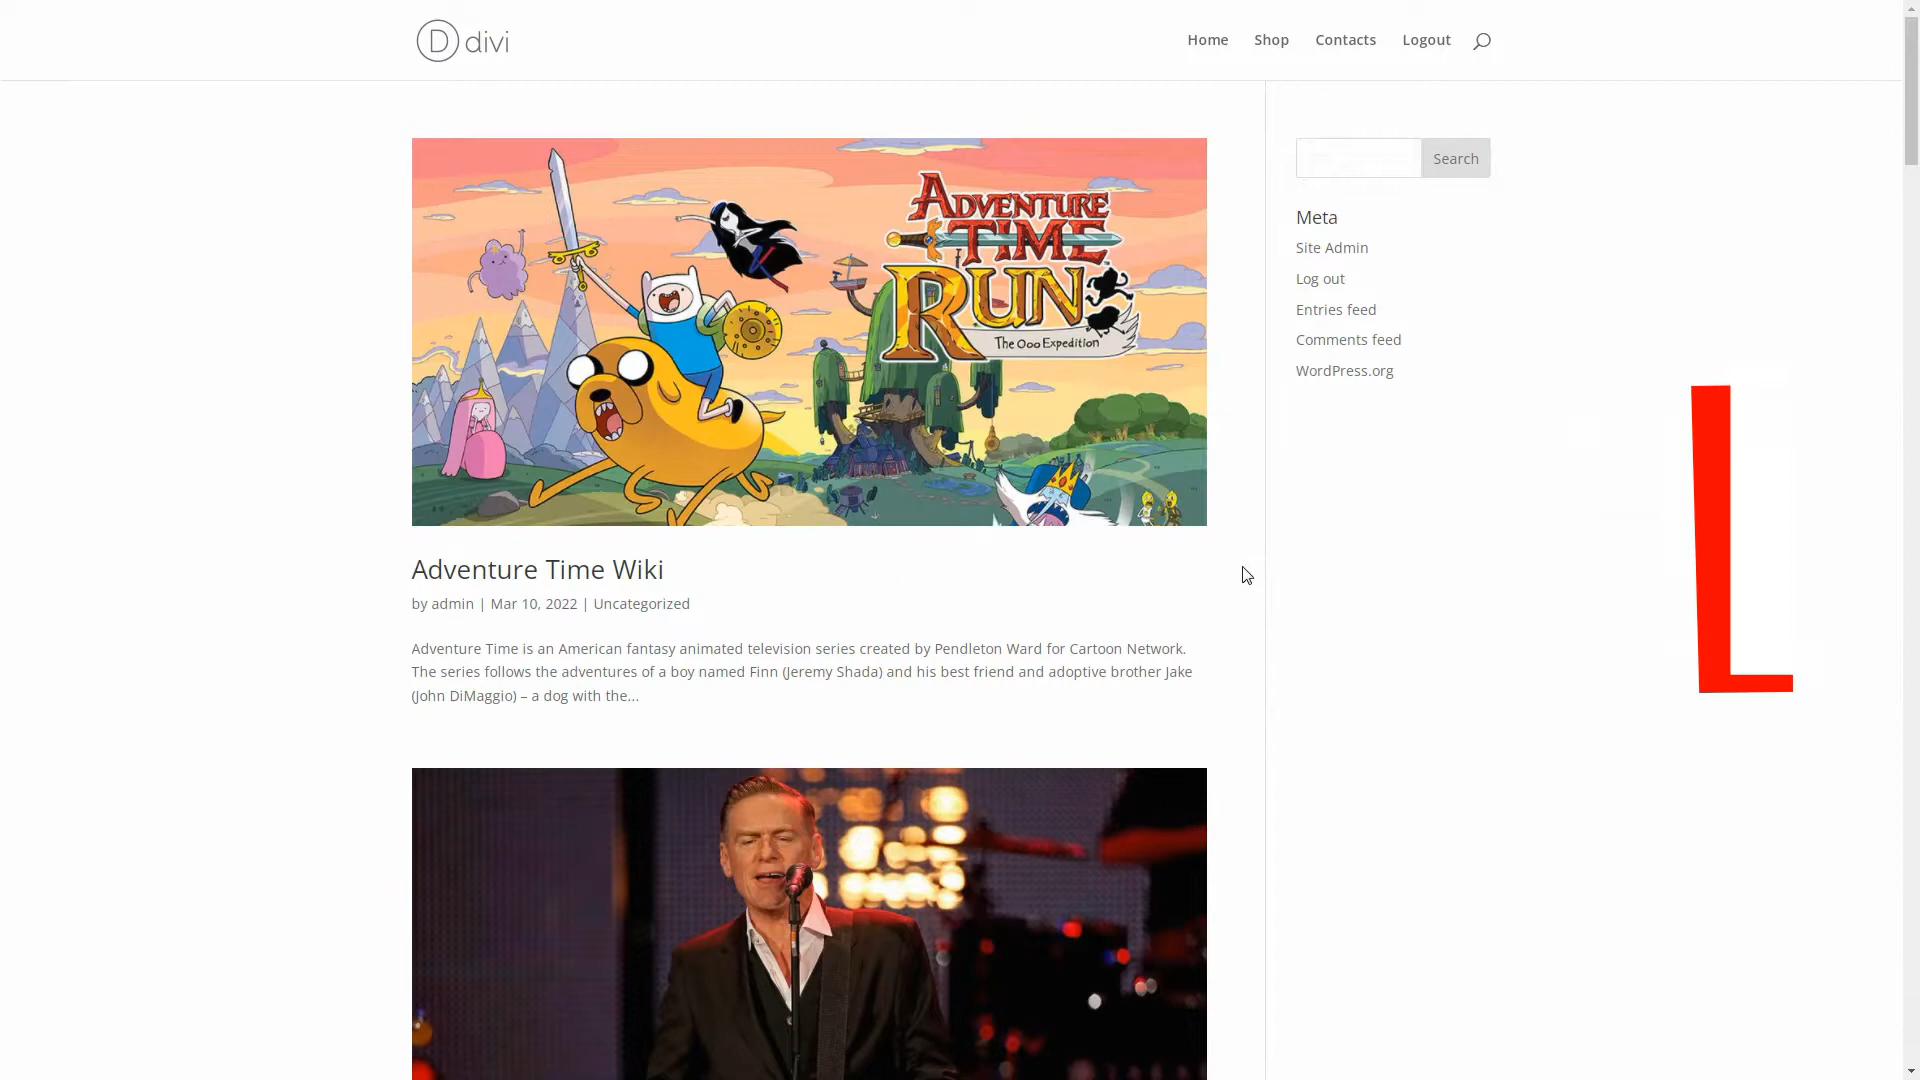 D divi
Home Shop Contacts Logout
ADVENTURE
TIME
RUN
The Ooo Expedition
Search
Meta
Site Admin
Log out
Entries feed
Comments feed
WordPress.org
Adventure Time Wiki
by admin | Mar 10, 2022 | Uncategorized
Adventure Time is an American fantasy animated television series created by Pendleton Ward for Cartoon Network.
The series follows the adventures of a boy named Finn (Jeremy Shada) and his best friend and adoptive brother Jake
(John DiMaggio) – a dog with the...